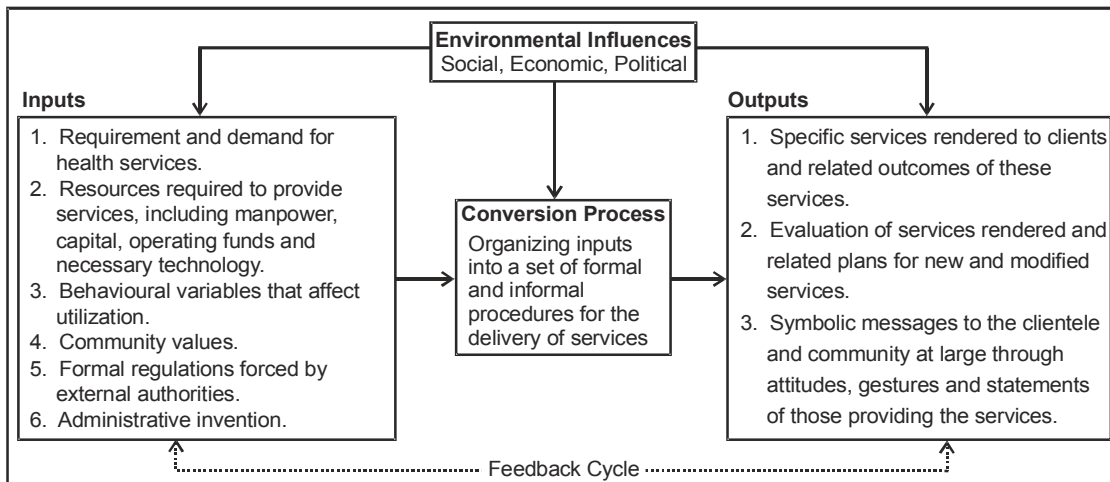 Environmental Influences
Social, Economic, Political
Inputs
1. Requirement and demand for
health services.
2. Resources required to provide
services, including manpower,
capital, operating funds and
necessary technology.
3. Behavioural variables that affect
utilization.
4. Community values.
5. Formal regulations forced by
external authorities.
6. Administrative invention.
Conversion Process
Organizing inputs
into a set of formal
and informal
procedures for the
delivery of services
Outputs
1. Specific services rendered to clients
and related outcomes of these
services.
2. Evaluation of services rendered and
related plans for new and modified
services.
3. Symbolic messages to the clientele
and community at large through
attitudes, gestures and statements
of those providing the services.
Feedback Cycle